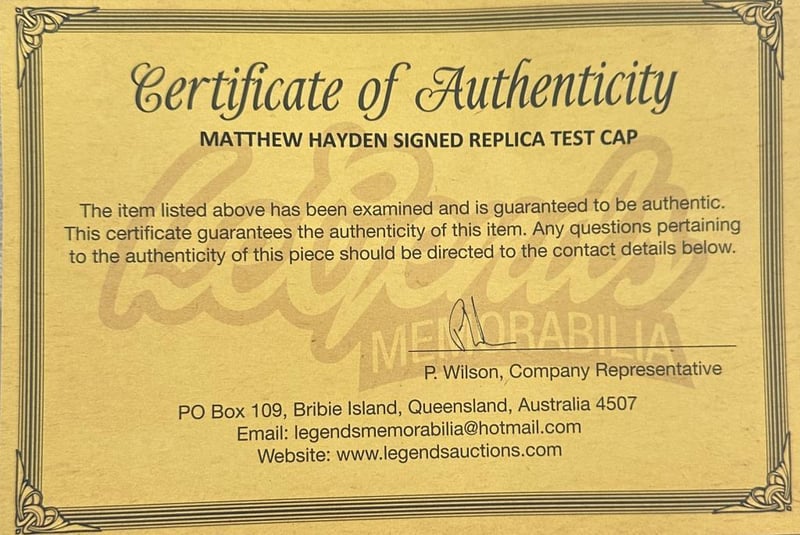 Certificate of Authenticity
MATTHEW HAYDEN SIGNED REPLICA TEST CAP
The item listed above has been examined and is guaranteed to be authentic.
This certificate guarantees the authenticity of this item. Any questions pertaining
to the authenticity of this piece should be directed to the contact details below.
Legends
MEMORABILIA
P. Wilson, Company Representative
PO Box 109, Bribie Island, Queensland, Australia 4507
Email: legendsmemorabilia@hotmail.com
Website: www.legendsauctions.com